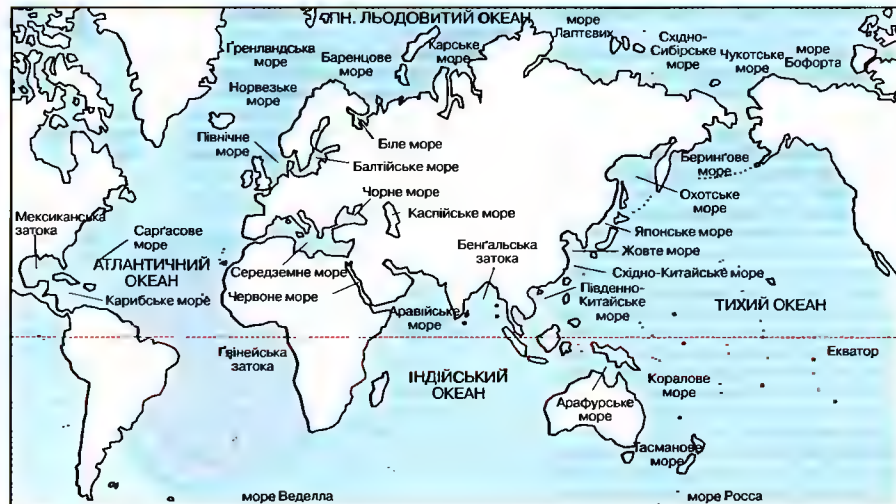 ПН. ЛЬОДОВИТИЙ ОКЕАН
море
Лаптєвих
Східно-
Сибірське
море
Чукотське
море
море
Бофорта
Ґренландська
море
Баренцове
море
Карське
море
Норвезьке
море
Північне
море
Біле море
Балтійське море
Чорне море
Каспійське море
Берингове
море
Охотське
море
Японське море
Жовте море
Східно-Китайське море
Південно-
Китайське
море
Мексиканська
затока
Сарґасове
море
АТЛАНТИЧНИЙ
ОКЕАН
Карибське море
Середземне море
Червоне море
Бенґальська
затока
Аравійське
море
ТИХИЙ ОКЕАН
Ґвінейська
затока
Екватор
ІНДІЙСЬКИЙ
ОКЕАН
Коралове
море
Арафурське
море
Тасманове
море
море Веделла
море Росса